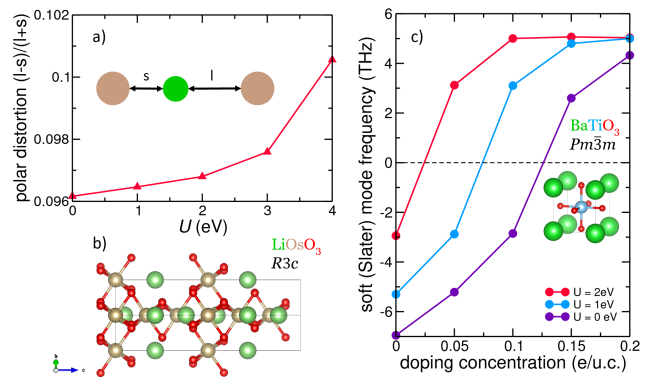 a)
polar distortion (l-s)/(l+s)
0.102
0.1
0.098
0.096
s
l
0 1 2 3 4
U (eV)
b)
LiOsO3
R3c
b
c
c)
soft (Slater) mode frequency (THz)
6
4
2
0
-2
-4
-6
BaTiO3
Pm3̄m
U = 2eV
U = 1eV
U = 0 eV
0 0.05 0.1 0.15 0.2
doping concentration (e/u.c.)